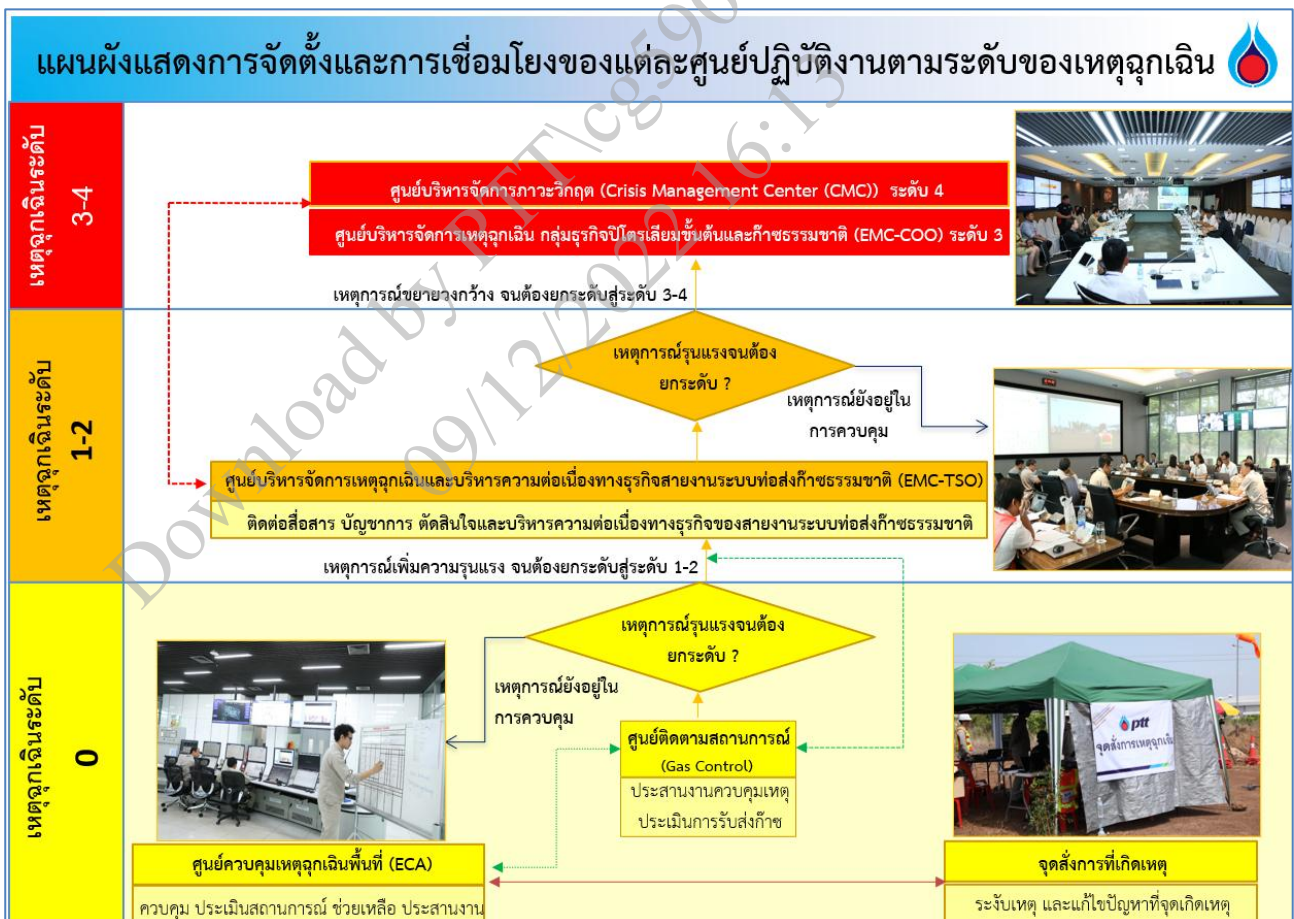 แผนผังแสดงการจัดตั้งและการเชื่อมโยงของแต่ละศูนย์ปฏิบัติงานตามระดับของเหตุฉุกเฉิน
เหตุฉุกเฉินระดับ
3-4
ศูนย์บริหารจัดการภาวะวิกฤต (Crisis Management Center (CMC)) ระดับ 4
ศูนย์บริหารจัดการเหตุฉุกเฉิน กลุ่มธุรกิจปิโตรเลียมขั้นต้นและก๊าซธรรมชาติ (EMC-COO) ระดับ 3
เหตุการณ์ขยายวงกว้าง จนต้องยกระดับสู่ระดับ 3-4
เหตุฉุกเฉินระดับ
1-2
เหตุการณ์รุนแรงจนต้อง
ยกระดับ ?
เหตุการณ์ยังอยู่ใน
การควบคุม
ศูนย์บริหารจัดการเหตุฉุกเฉินและบริหารความต่อเนื่องทางธุรกิจสายงานระบบท่อส่งก๊าซธรรมชาติ (EMC-TSO)
ติดต่อสื่อสาร บัญชาการ ตัดสินใจและบริหารความต่อเนื่องทางธุรกิจของสายงานระบบท่อส่งก๊าซธรรมชาติ
เหตุการณ์เพิ่มความรุนแรง จนต้องยกระดับสู่ระดับ 1-2
เหตุฉุกเฉินระดับ
0
เหตุการณ์รุนแรงจนต้อง
ยกระดับ ?
เหตุการณ์ยังอยู่ใน
การควบคุม
ศูนย์ติดตามสถานการณ์
(Gas Control)
ประสานงานควบคุมเหตุ
ประเมินการรับส่งก๊าซ
ptt
จุดสั่งการเหตุฉุกเฉิน
ศูนย์ควบคุมเหตุฉุกเฉินพื้นที่ (ECA)
ควบคุม ประเมินสถานการณ์ ช่วยเหลือ ประสานงาน
จุดสั่งการที่เกิดเหตุ
ระงับเหตุ และแก้ไขปัญหาที่จุดเกิดเหตุ
Download by PTT\cg590
09/12/2022 16:13